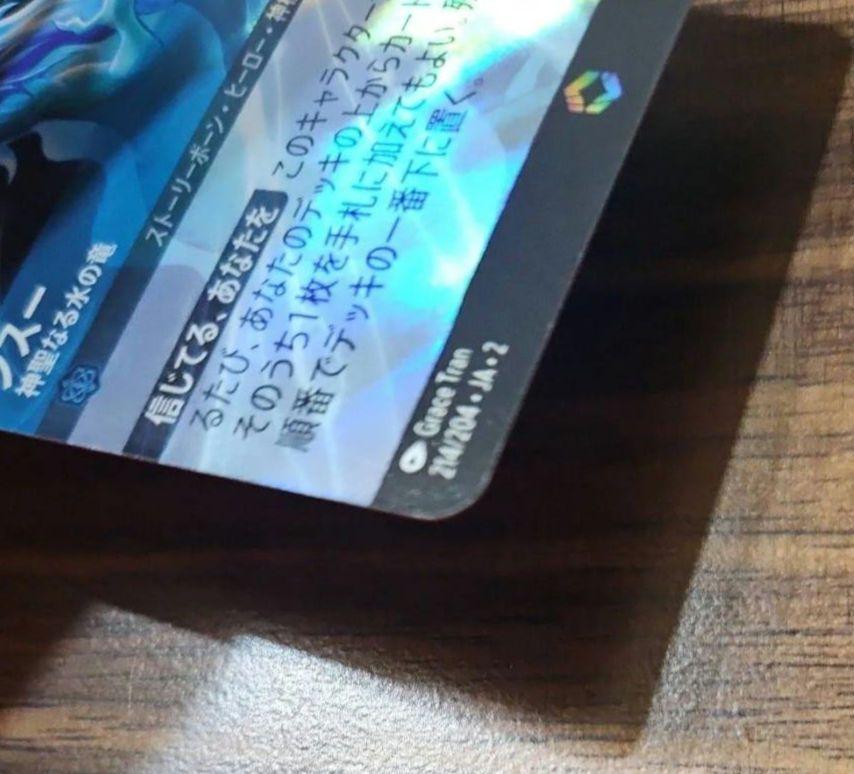 スー
神聖なる水の竜
ストーリーボーン・ヒーロー・神秘
信じてる、あなたを このキャラクター
るたび、あなたのデッキの上からカード
そのうち1枚を手札に加えてもよい。残
順番でデッキの一番下に置く。
Grace Tran
214/204 • JA • 2